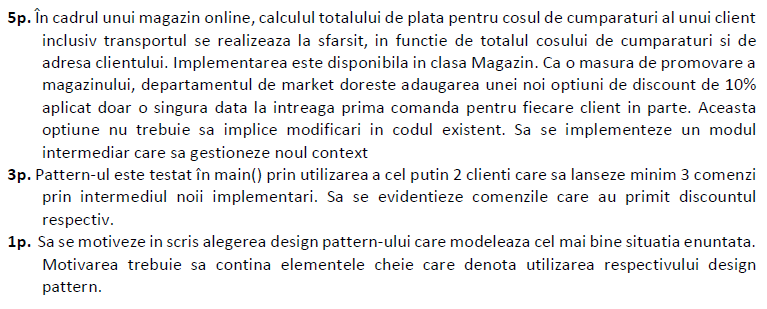 5p. În cadrul unui magazin online, calculul totalului de plata pentru cosul de cumparaturi al unui client
inclusiv transportul se realizeaza la sfarsit, in functie de totalul cosului de cumparaturi si de
adresa clientului. Implementarea este disponibila in clasa Magazin. Ca o masura de promovare a
magazinului, departamentul de market doreste adaugarea unei noi optiuni de discount de 10%
aplicat doar o singura data la intreaga prima comanda pentru fiecare client in parte. Aceasta
optiune nu trebuie sa implice modificari in codul existent. Sa se implementeze un modul
intermediar care sa gestioneze noul context
3p. Pattern-ul este testat în main() prin utilizarea a cel putin 2 clienti care sa lanseze minim 3 comenzi
prin intermediul noii implementari. Sa se evidentieze comenzile care au primit discountul
respectiv.
1p. Sa se motiveze in scris alegerea design pattern-ului care modeleaza cel mai bine situatia enuntata.
Motivarea trebuie sa contina elementele cheie care denota utilizarea respectivului design
pattern.